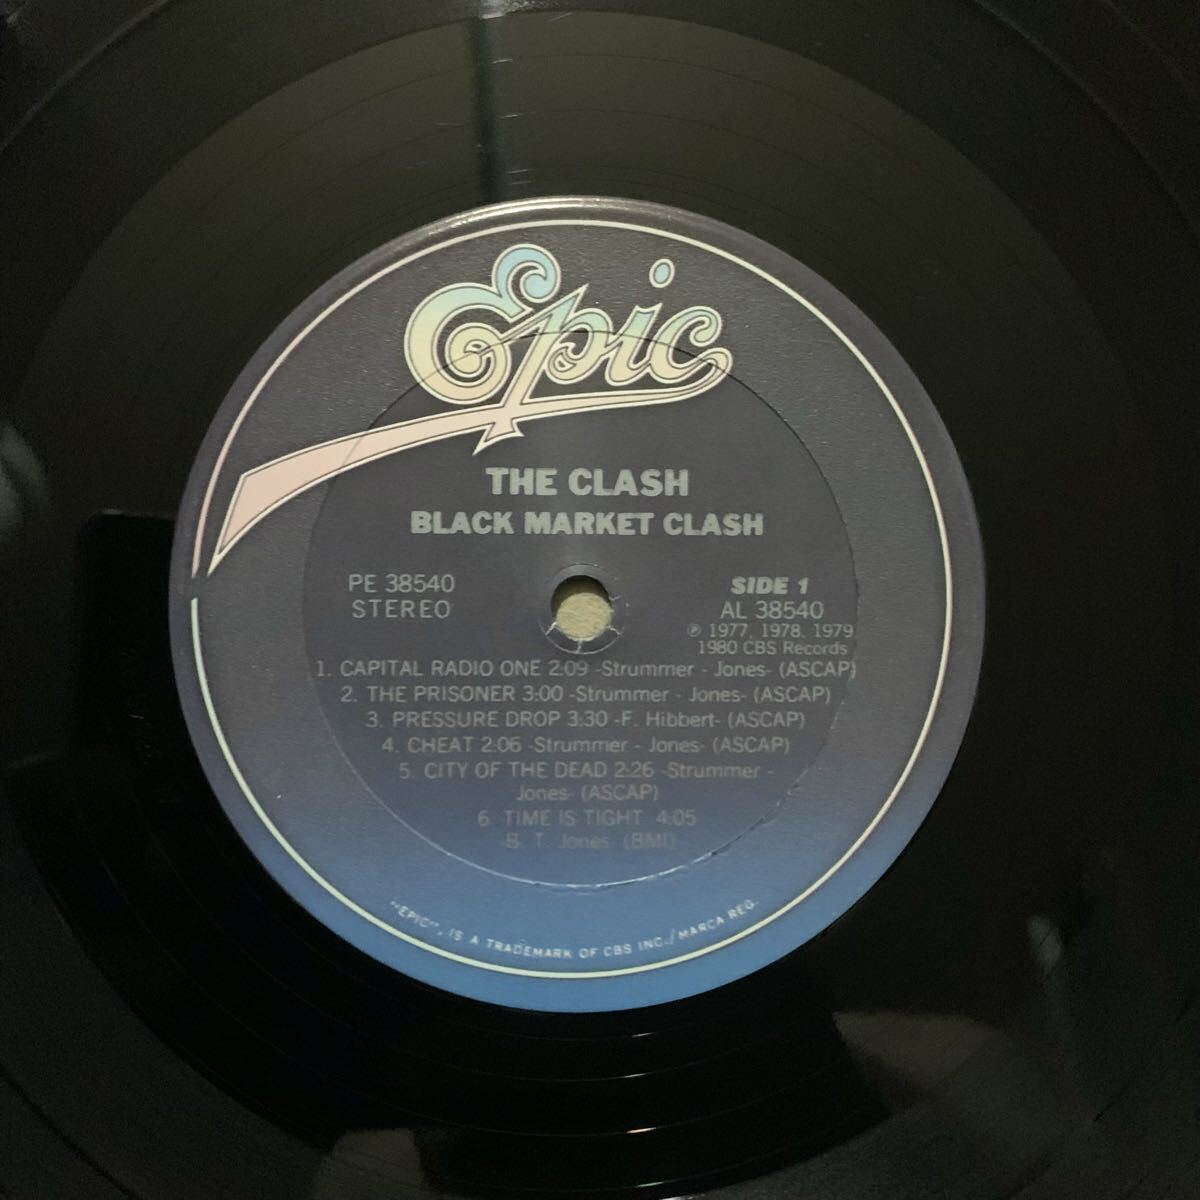 Epic
THE CLASH
BLACK MARKET CLASH
PE 38540
STEREO
SIDE 1
AL 38540
℗ 1977, 1978, 1979
1980 CBS Records
1. CAPITAL RADIO ONE 2:09 -Strummer - Jones- (ASCAP)
2. THE PRISONER 3:00 -Strummer - Jones- (ASCAP)
3. PRESSURE DROP 3:30 -F. Hibbert- (ASCAP)
4. CHEAT 2:06 -Strummer - Jones- (ASCAP)
5. CITY OF THE DEAD 2:26 -Strummer -
Jones- (ASCAP)
6. TIME IS TIGHT 4:05
-B. T. Jones- (BMI)
"EPIC", IS A TRADEMARK OF CBS INC./MARCA REG.